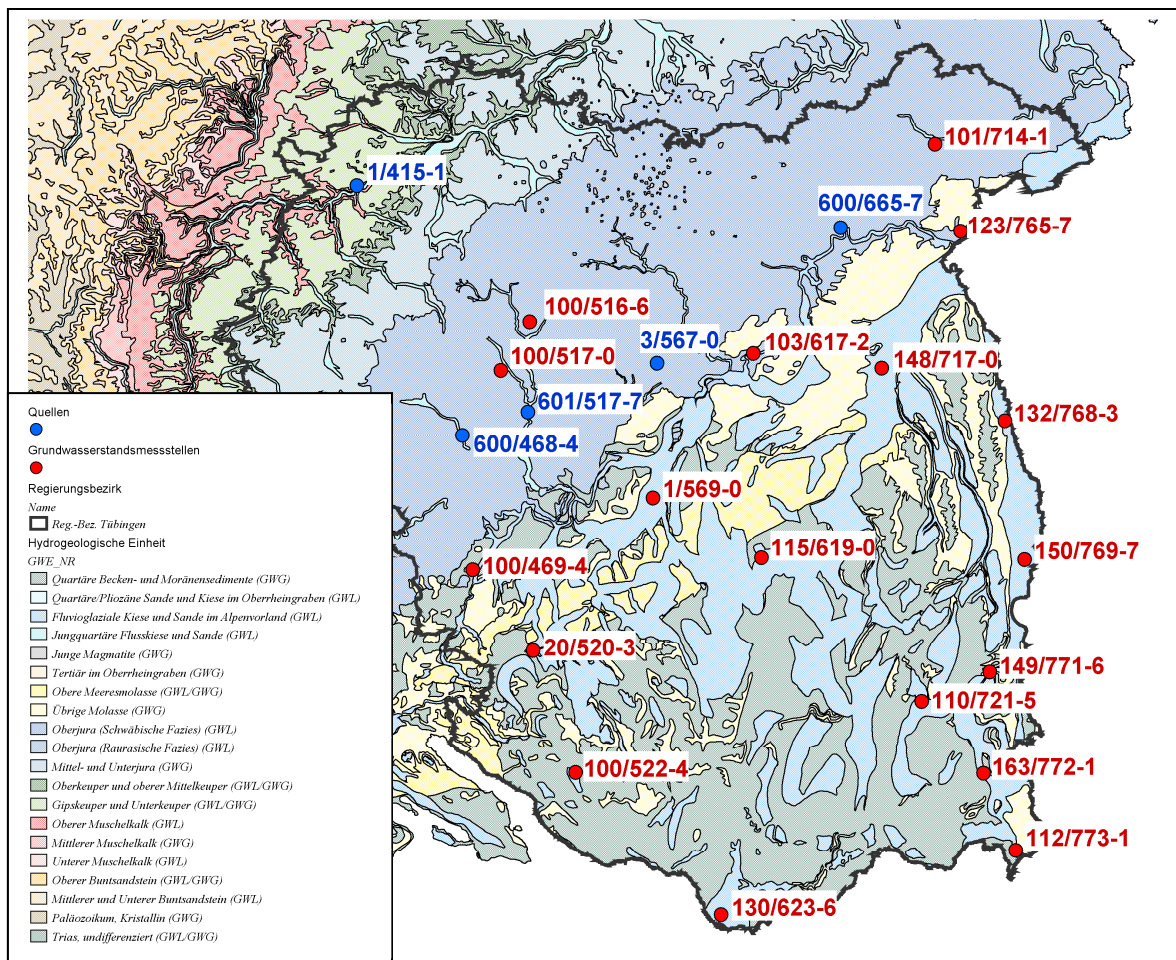 101/714-1
1/415-1
600/665-7
123/765-7
100/516-6
3/567-0
103/617-2
100/517-0
148/717-0
601/517-7
132/768-3
600/468-4
1/569-0
115/619-0
150/769-7
100/469-4
20/520-3
149/771-6
110/721-5
100/522-4
163/772-1
112/773-1
130/623-6
Quellen
Grundwasserstandsmessstellen
Regierungsbezirk
Name
Reg.-Bez. Tübingen
Hydrogeologische Einheit
GWE_NR
Quartäre Becken- und Moränensedimente (GWG)
Quartäre/Pliozäne Sande und Kiese im Oberrheingraben (GWL)
Fluvioglaziale Kiese und Sande im Alpenvorland (GWL)
Jungquartäre Flusskiese und Sande (GWL)
Junge Magmatite (GWG)
Tertiär im Oberrheingraben (GWG)
Obere Meeresmolasse (GWL/GWG)
Übrige Molasse (GWG)
Oberjura (Schwäbische Fazies) (GWL)
Oberjura (Raurasische Fazies) (GWL)
Mittel- und Unterjura (GWG)
Oberkeuper und oberer Mittelkeuper (GWL/GWG)
Gipskeuper und Unterkeuper (GWL/GWG)
Oberer Muschelkalk (GWL)
Mittlerer Muschelkalk (GWG)
Unterer Muschelkalk (GWL)
Oberer Buntsandstein (GWL/GWG)
Mittlerer und Unterer Buntsandstein (GWL)
Paläozoikum, Kristallin (GWG)
Trias, undifferenziert (GWL/GWG)